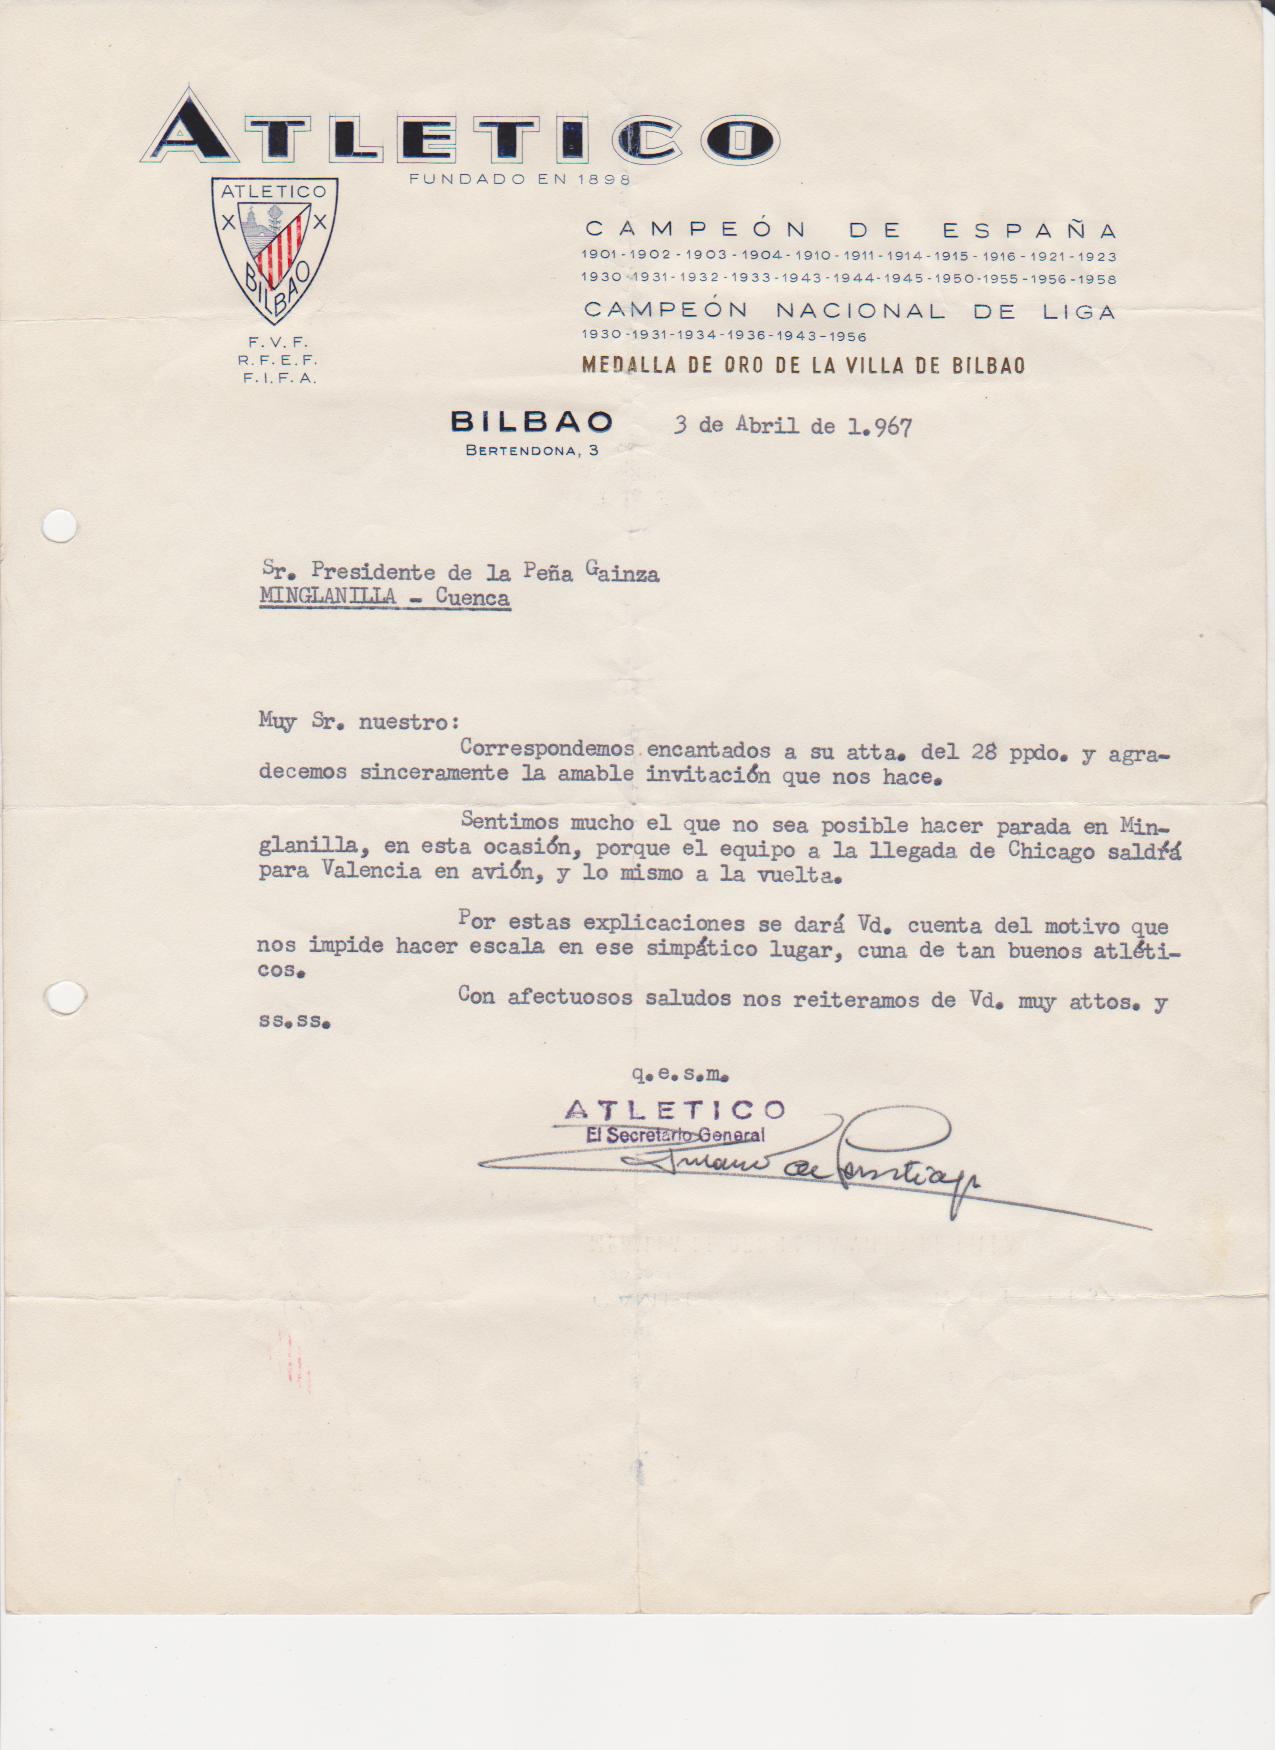 ATLETICO
FUNDADO EN 1898
ATLETICO
X X
BILBAO
F. V. F.
R. F. E. F.
F. I. F. A.
CAMPEÓN DE ESPAÑA
1901-1902-1903-1904-1910-1911-1914-1915-1916-1921-1923
1930-1931-1932-1933-1943-1944-1945-1950-1955-1956-1958
CAMPEÓN NACIONAL DE LIGA
1930-1931-1934-1936-1943-1956
MEDALLA DE ORO DE LA VILLA DE BILBAO
BILBAO 3 de Abril de 1.967
BERTENDONA, 3
Sr. Presidente de la Peña Gainza
MINGLANILLA - Cuenca
Muy Sr. nuestro:
Correspondemos encantados a su atta. del 28 ppdo. y agra-
decemos sinceramente la amable invitación que nos hace.
Sentimos mucho el que no sea posible hacer parada en Min-
glanilla, en esta ocasión, porque el equipo a la llegada de Chicago saldrá
para Valencia en avión, y lo mismo a la vuelta.
Por estas explicaciones se dará Vd. cuenta del motivo que
nos impide hacer escala en ese simpático lugar, cuna de tan buenos atléti-
cos.
Con afectuosos saludos nos reiteramos de Vd. muy attos. y
ss.ss.
q.e.s.m.
ATLETICO
El Secretario General